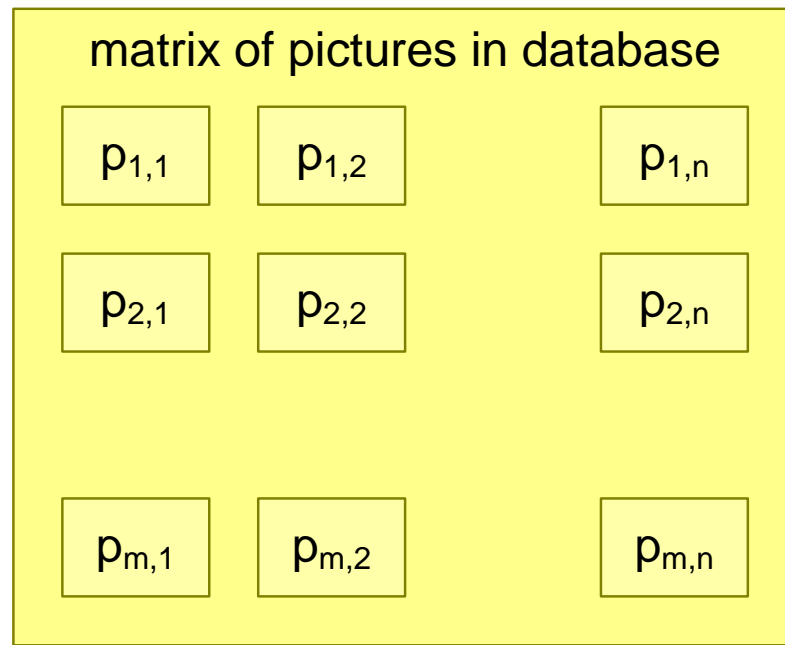 matrix of pictures in database
p1,1 p1,2 p1,n
p2,1 p2,2 p2,n
pm,1 pm,2 pm,n